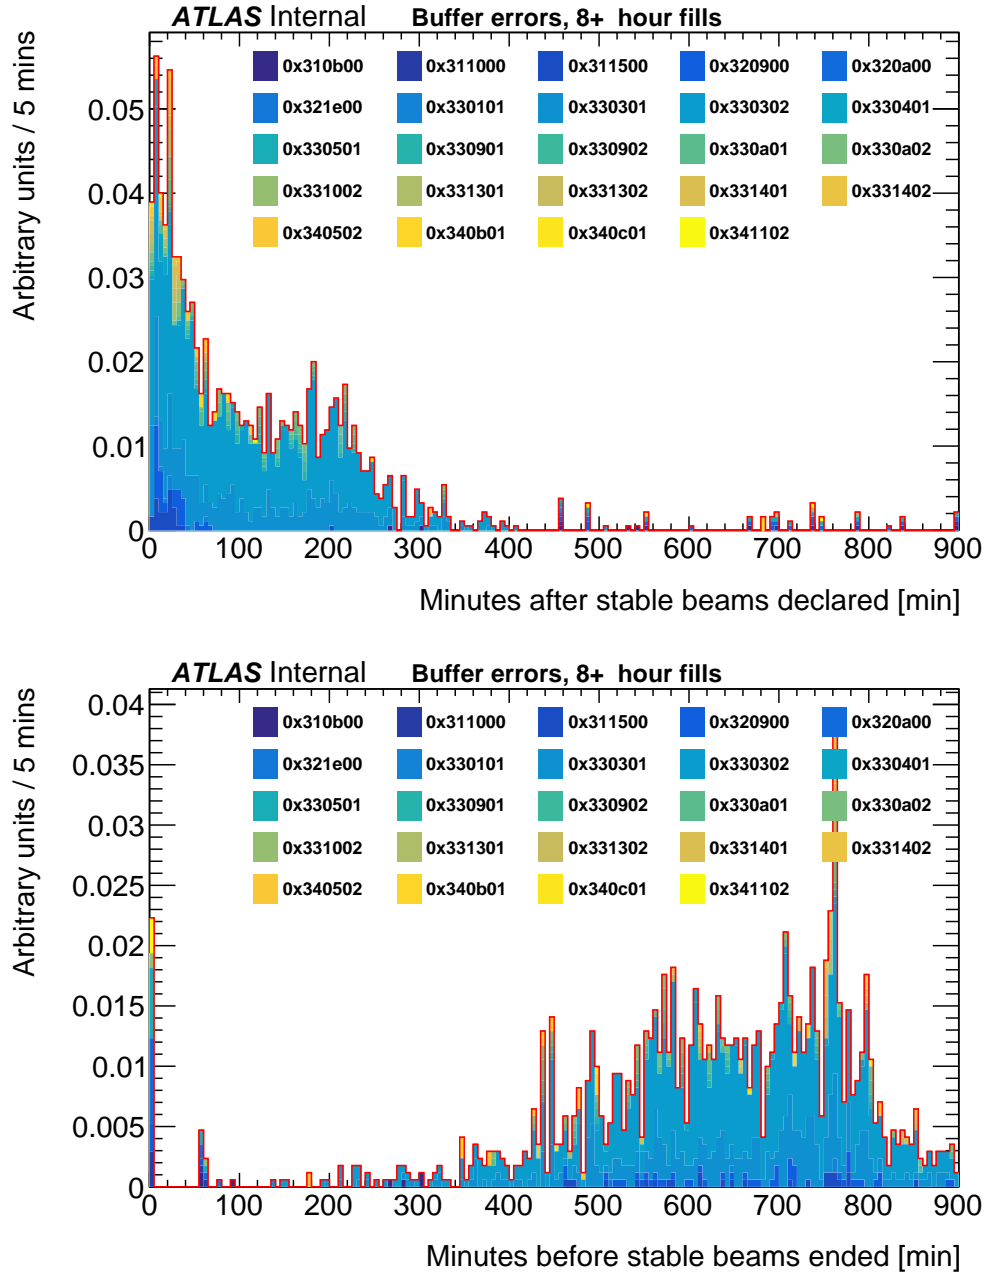 ATLAS Internal Buffer errors, 8+ hour fills
Arbitrary units / 5 mins
0x310b00 0x311000 0x311500 0x320900 0x320a00
0.05
0x321e00 0x330101 0x330301 0x330302 0x330401
0x330501 0x330901 0x330902 0x330a01 0x330a02
0.04
0x331002 0x331301 0x331302 0x331401 0x331402
0x340502 0x340b01 0x340c01 0x341102
0.03
0.02
0.01
0
0 100 200 300 400 500 600 700 800 900
Minutes after stable beams declared [min]
ATLAS Internal Buffer errors, 8+ hour fills
Arbitrary units / 5 mins
0.04
0x310b00 0x311000 0x311500 0x320900 0x320a00
0.035
0x321e00 0x330101 0x330301 0x330302 0x330401
0.03
0x330501 0x330901 0x330902 0x330a01 0x330a02
0x331002 0x331301 0x331302 0x331401 0x331402
0.025
0x340502 0x340b01 0x340c01 0x341102
0.02
0.015
0.01
0.005
0
0 100 200 300 400 500 600 700 800 900
Minutes before stable beams ended [min]